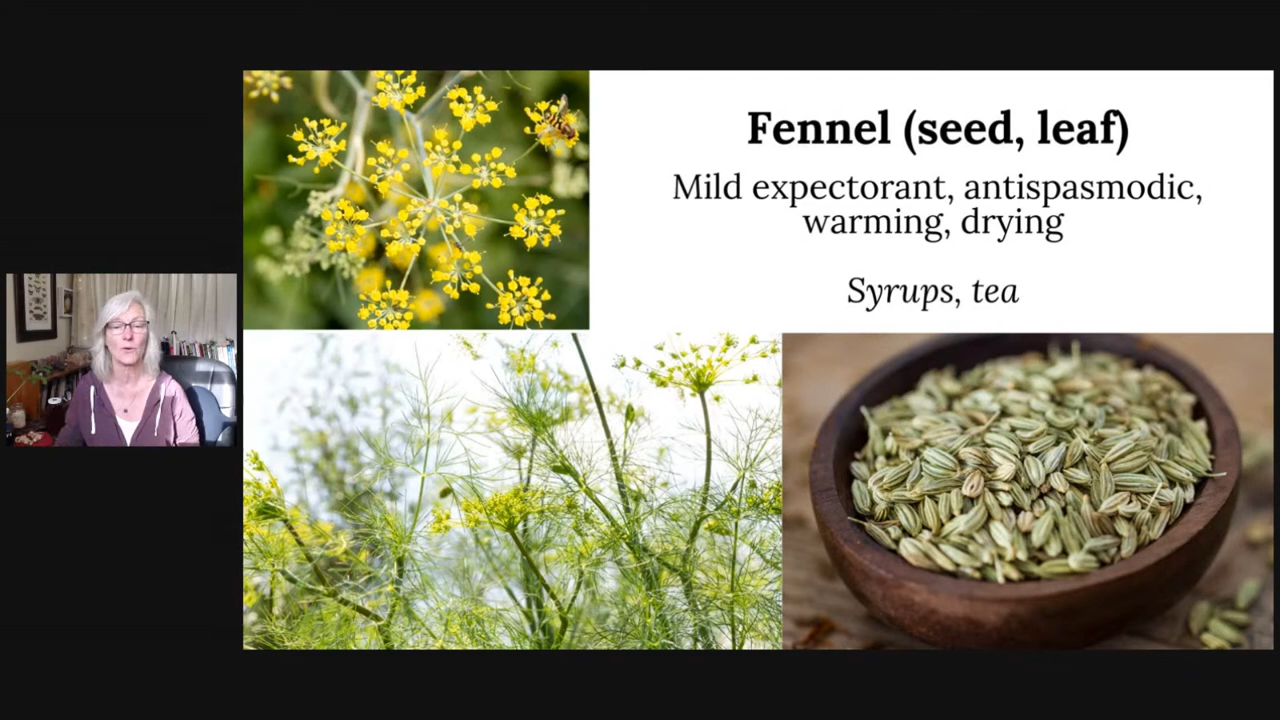 Fennel (seed, leaf)
Mild expectorant, antispasmodic,
warming, drying
Syrups, tea